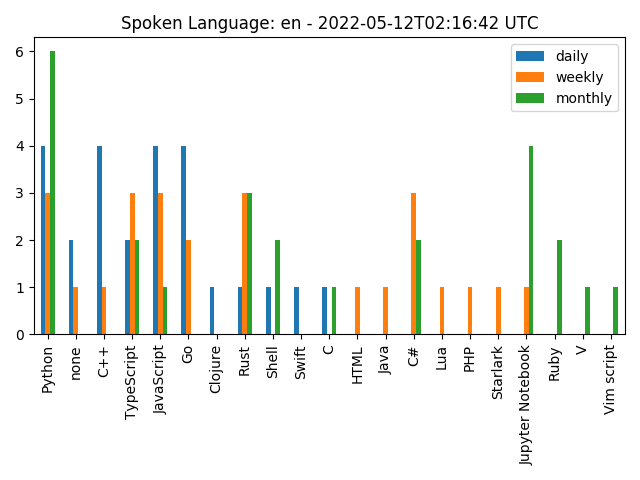 Spoken Language: en - 2022-05-12T02:16:42 UTC
daily
weekly
monthly
6
5
4
3
2
1
0
Python
none
C++
TypeScript
JavaScript
Go
Clojure
Rust
Shell
Swift
C
HTML
Java
C#
Lua
PHP
Starlark
Jupyter Notebook
Ruby
V
Vim script